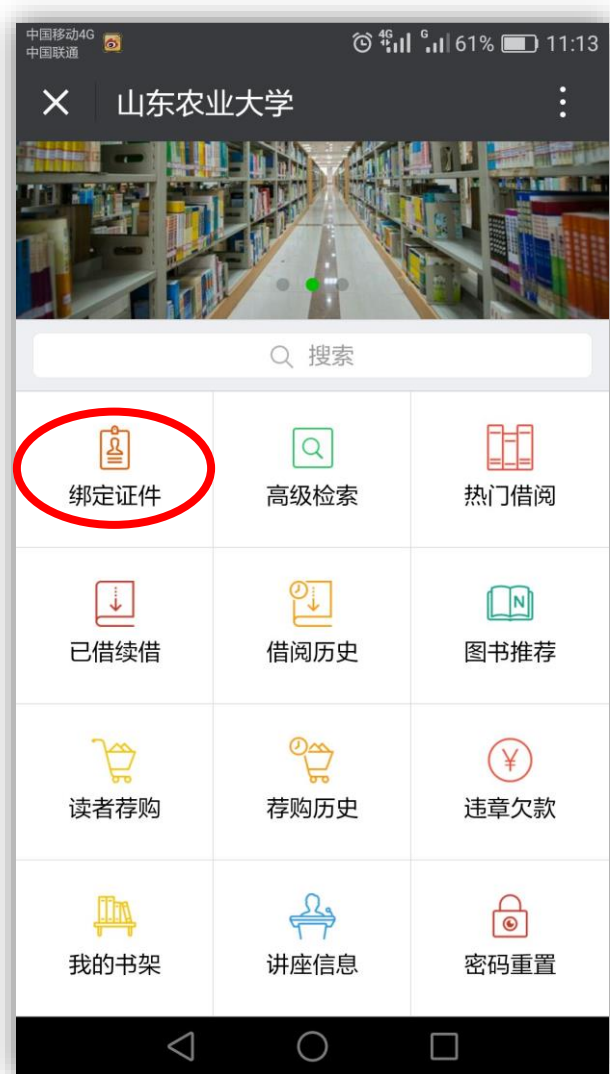 中国移动4G
中国联通
4G G 61% 11:13
山东农业大学
搜索
绑定证件 高级检索 热门借阅
已借续借 借阅历史 图书推荐
读者荐购 荐购历史 违章欠款
我的书架 讲座信息 密码重置